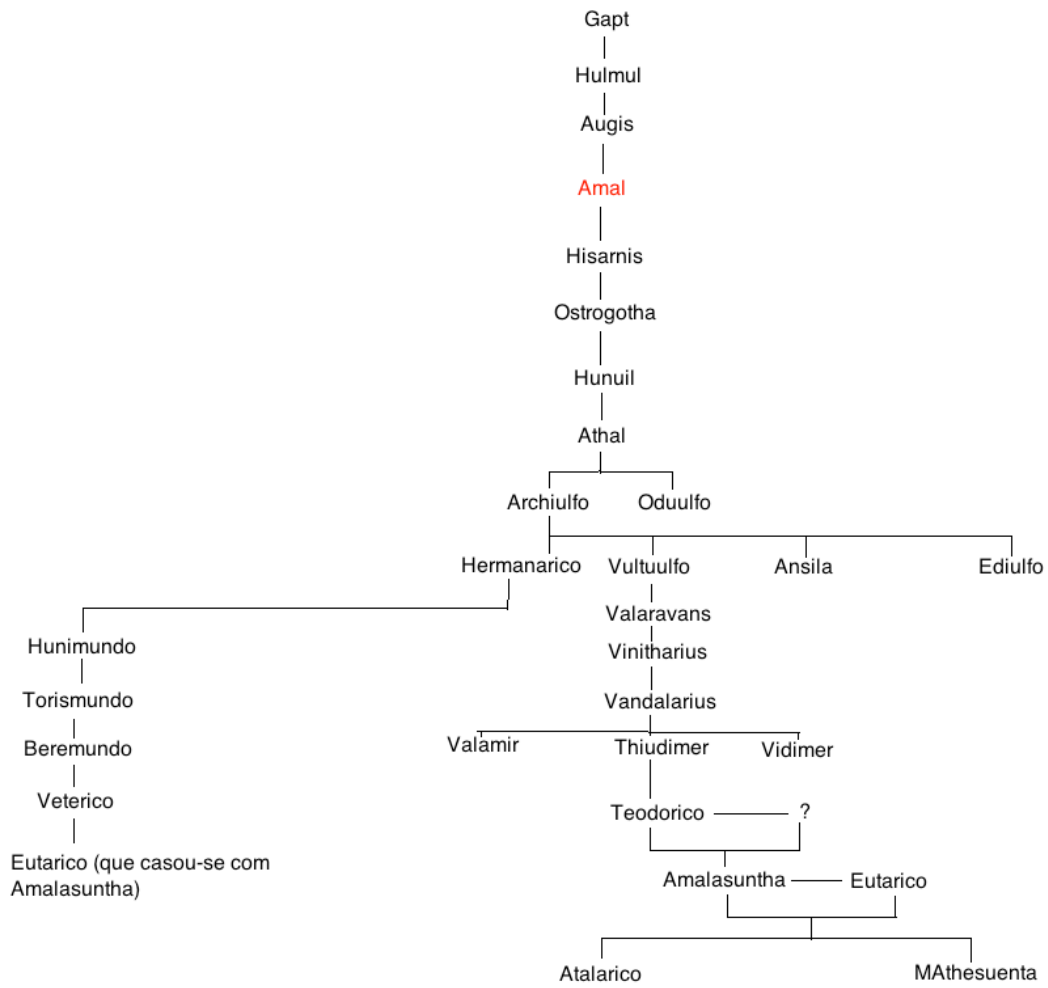 Gapt
Hulmul
Augis
Amal
Hisarnis
Ostrogotha
Hunuil
Athal
Archiulfo Oduulfo
Hermanarico Vultuulfo Ansila Ediulfo
Valaravans
Hunimundo
Vinitharius
Torismundo
Vandalarius
Beremundo
Valamir Thiudimer Vidimer
Veterico
Teodorico ?
Eutarico (que casou-se com
Amalasuntha)
Amalasuntha Eutarico
Atalarico MAthesuenta